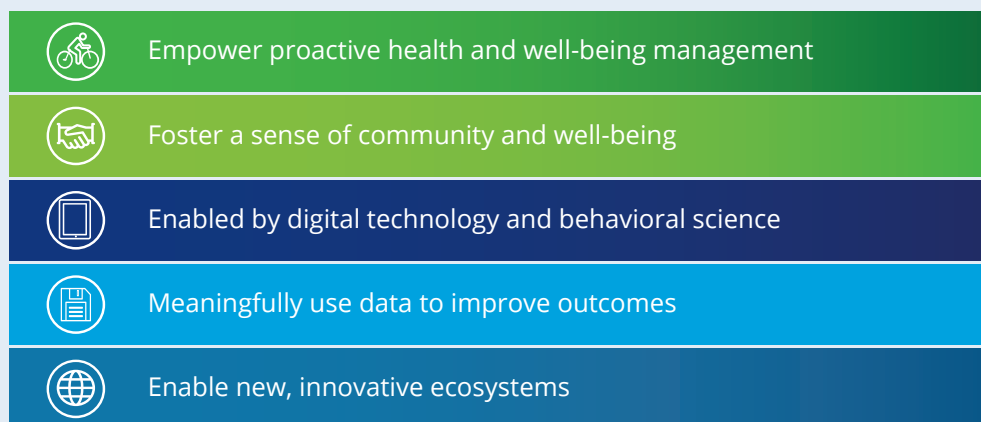 Empower proactive health and well-being management
Foster a sense of community and well-being
Enabled by digital technology and behavioral science
Meaningfully use data to improve outcomes
Enable new, innovative ecosystems